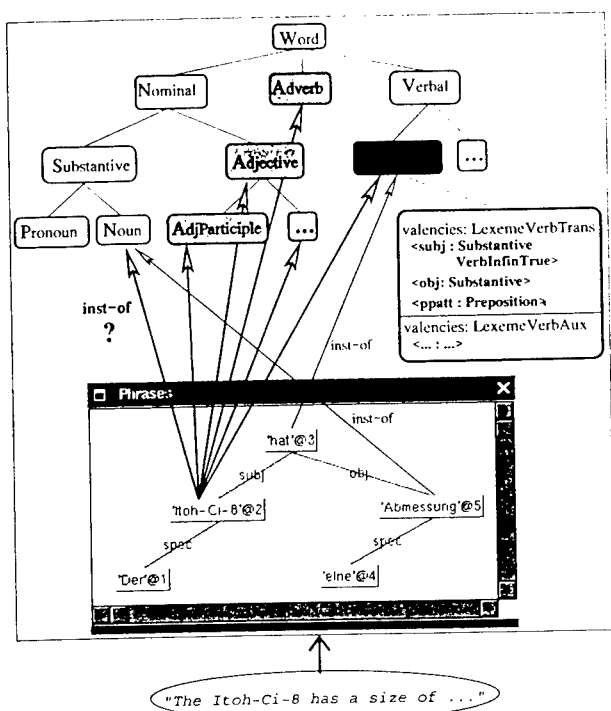 Word
Nominal Adverb Verbal
Substantive Adjective ...
Pronoun Noun AdjParticiple ...
valencies: LexemeVerbTrans
<subj : Substantive
VerbInfinTrue>
<obj: Substantive>
<ppatt : Preposition>
valencies: LexemeVerbAux
<... : ...>
inst-of
?
inst-of
Phrases
inst-of
'hat'@3
subj obj
'Itoh-Ci-8'@2 'Abmessung'@5
spec spec
'Der'@1 'eine'@4
"The Itoh-Ci-8 has a size of ..."